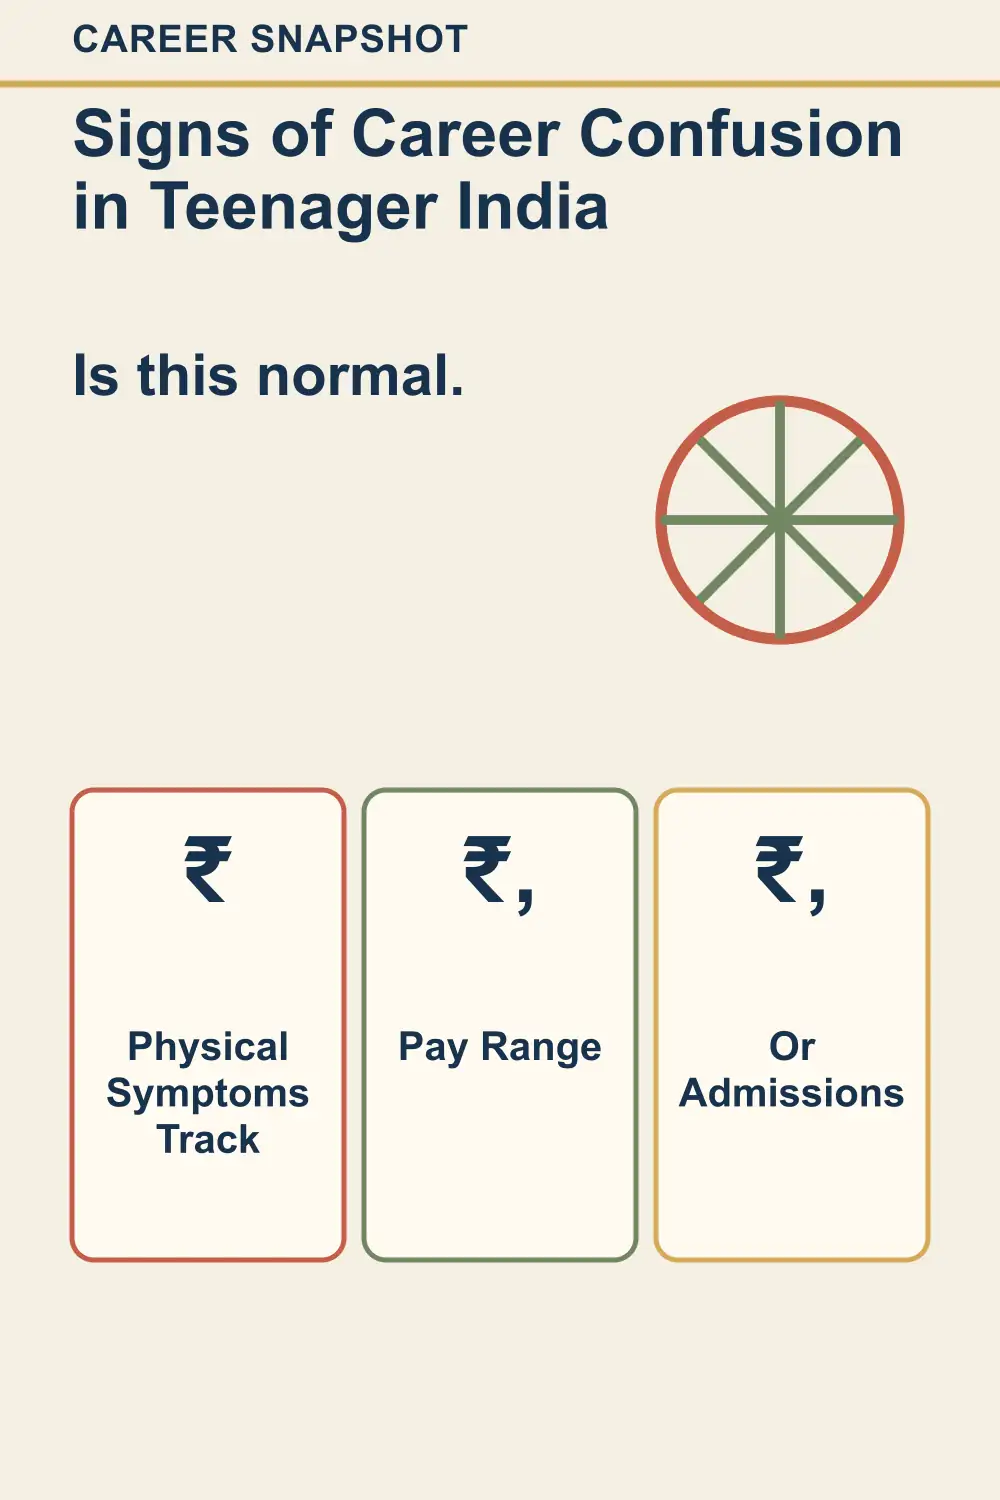 CAREER SNAPSHOT
Signs of Career Confusion
in Teenager India
Is this normal.
₹
Physical
Symptoms
Track
₹,
Pay Range
₹,
Or
Admissions